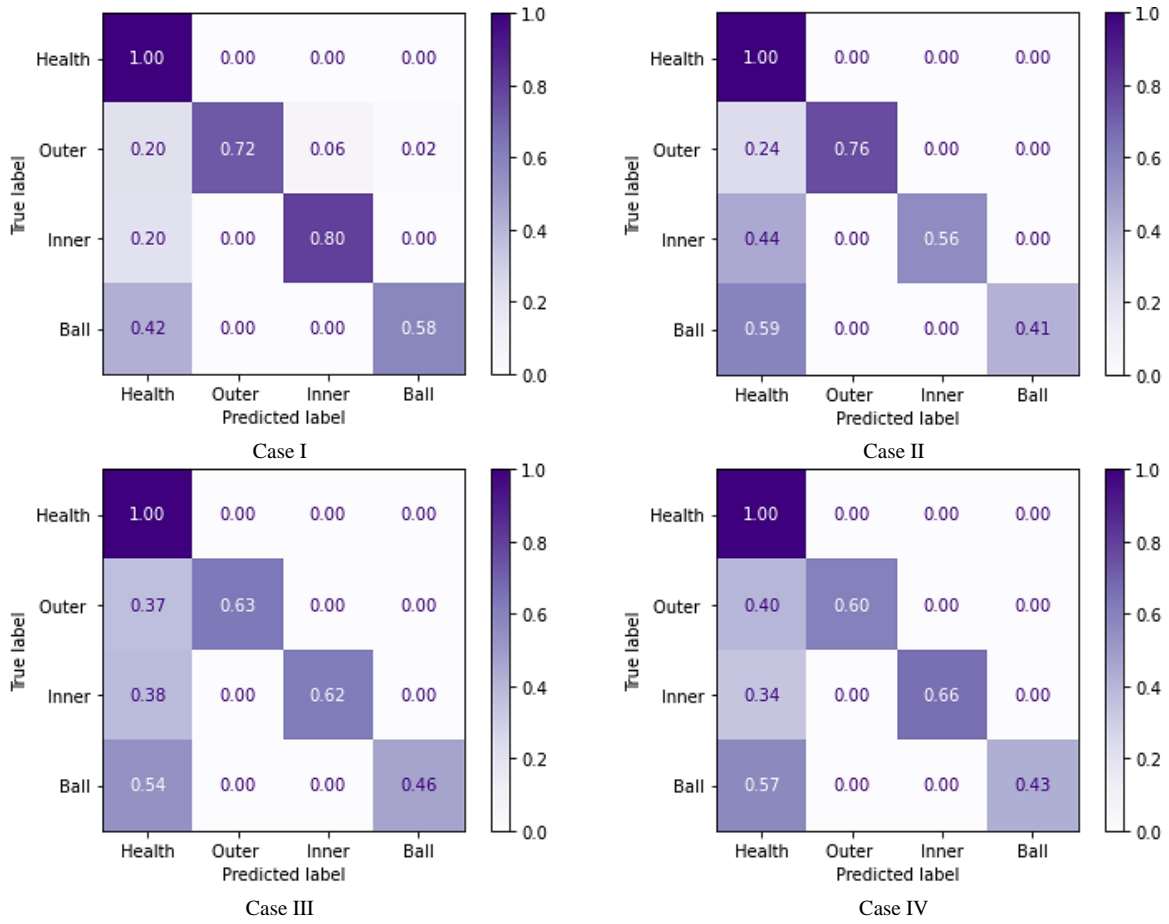 1.0
Health 1.00 0.00 0.00 0.00
0.8
Outer 0.20 0.72 0.06 0.02
0.6
True label
Inner 0.20 0.00 0.80 0.00
0.4
0.2
Ball 0.42 0.00 0.00 0.58
0.0
Health Outer Inner Ball
Predicted label
Case I
1.0
Health 1.00 0.00 0.00 0.00
0.8
Outer 0.24 0.76 0.00 0.00
0.6
True label
Inner 0.44 0.00 0.56 0.00
0.4
0.2
Ball 0.59 0.00 0.00 0.41
0.0
Health Outer Inner Ball
Predicted label
Case II
1.0
Health 1.00 0.00 0.00 0.00
0.8
Outer 0.37 0.63 0.00 0.00
0.6
True label
Inner 0.38 0.00 0.62 0.00
0.4
0.2
Ball 0.54 0.00 0.00 0.46
0.0
Health Outer Inner Ball
Predicted label
Case III
1.0
Health 1.00 0.00 0.00 0.00
0.8
Outer 0.40 0.60 0.00 0.00
0.6
True label
Inner 0.34 0.00 0.66 0.00
0.4
0.2
Ball 0.57 0.00 0.00 0.43
0.0
Health Outer Inner Ball
Predicted label
Case IV